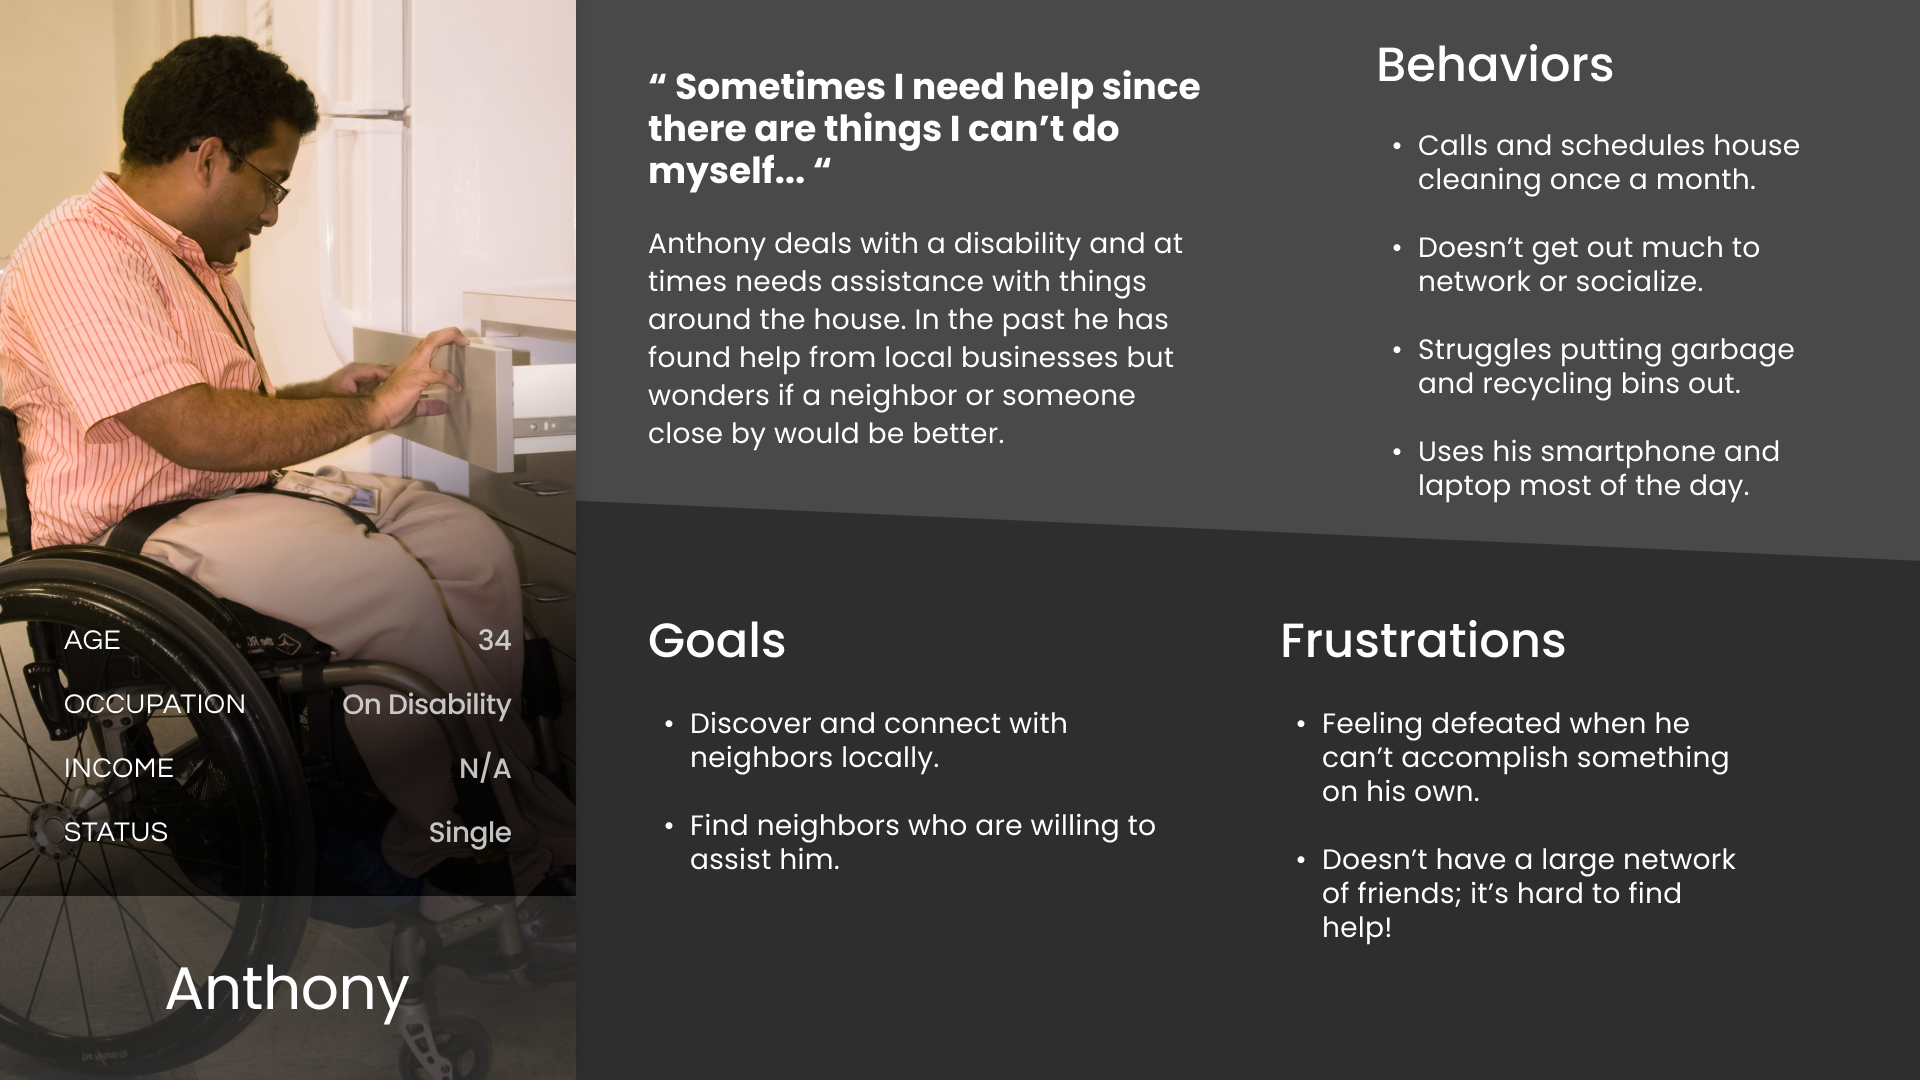 “ Sometimes I need help since
there are things I can’t do
myself... “
Anthony deals with a disability and at
times needs assistance with things
around the house. In the past he has
found help from local businesses but
wonders if a neighbor or someone
close by would be better.
Behaviors
• Calls and schedules house
cleaning once a month.
• Doesn’t get out much to
network or socialize.
• Struggles putting garbage
and recycling bins out.
• Uses his smartphone and
laptop most of the day.
AGE 34
OCCUPATION On Disability
INCOME N/A
STATUS Single
Anthony
Goals
• Discover and connect with
neighbors locally.
• Find neighbors who are willing to
assist him.
Frustrations
• Feeling defeated when he
can’t accomplish something
on his own.
• Doesn’t have a large network
of friends; it’s hard to find
help!